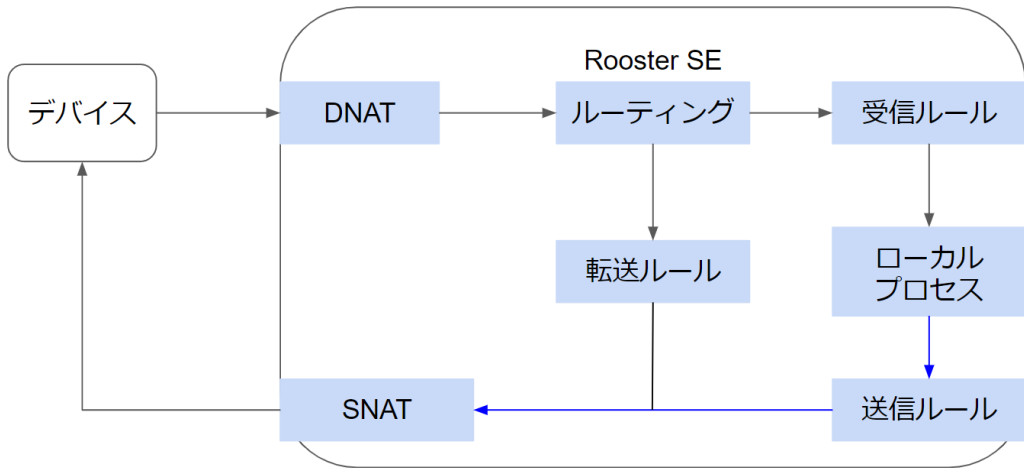 Rooster SE
デバイス
DNAT
ルーティング
受信ルール
転送ルール
ローカル
プロセス
SNAT
送信ルール